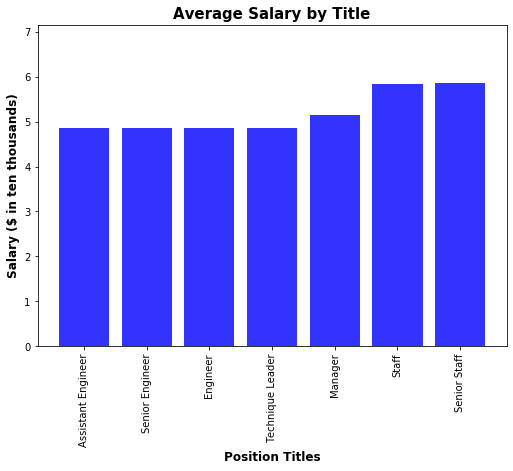 Average Salary by Title
Salary ($ in ten thousands)
7
6
5
4
3
2
1
0
Assistant Engineer
Senior Engineer
Engineer
Technique Leader
Manager
Staff
Senior Staff
Position Titles